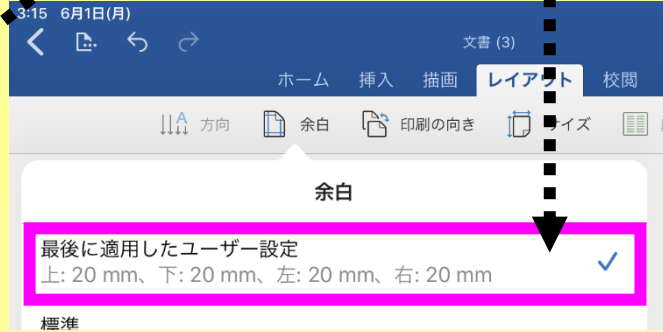 3:15 6月1日(月)
文書 (3)
ホーム 挿入 描画 レイアウト 校閲
方向 余白 印刷の向き サイズ
余白
最後に適用したユーザー設定
上: 20 mm、下: 20 mm、左: 20 mm、右: 20 mm
標準